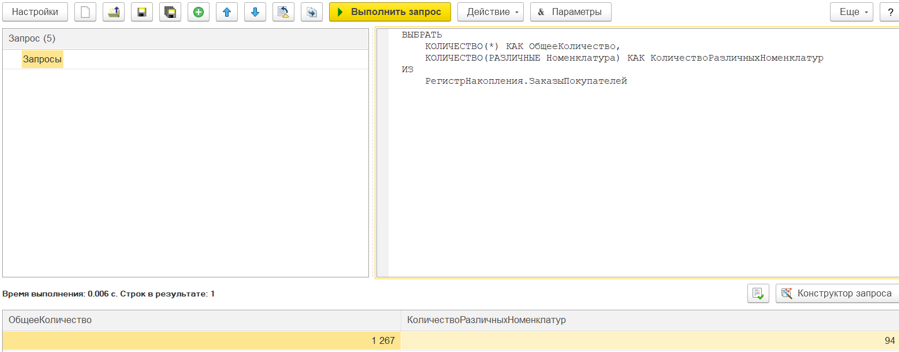 Настройки
Выполнить запрос
Действие
& Параметры
Еще
?
Запрос (5)
Запросы
ВЫБРАТЬ
КОЛИЧЕСТВО(*) КАК ОбщееКоличество,
КОЛИЧЕСТВО(РАЗЛИЧНЫЕ Номенклатура) КАК КоличествоРазличныхНоменклатур
ИЗ
РегистрНакопления.ЗаказыПокупателей
Время выполнения: 0.006 с. Строк в результате: 1
Конструктор запроса
ОбщееКоличество КоличествоРазличныхНоменклатур
1 267 94